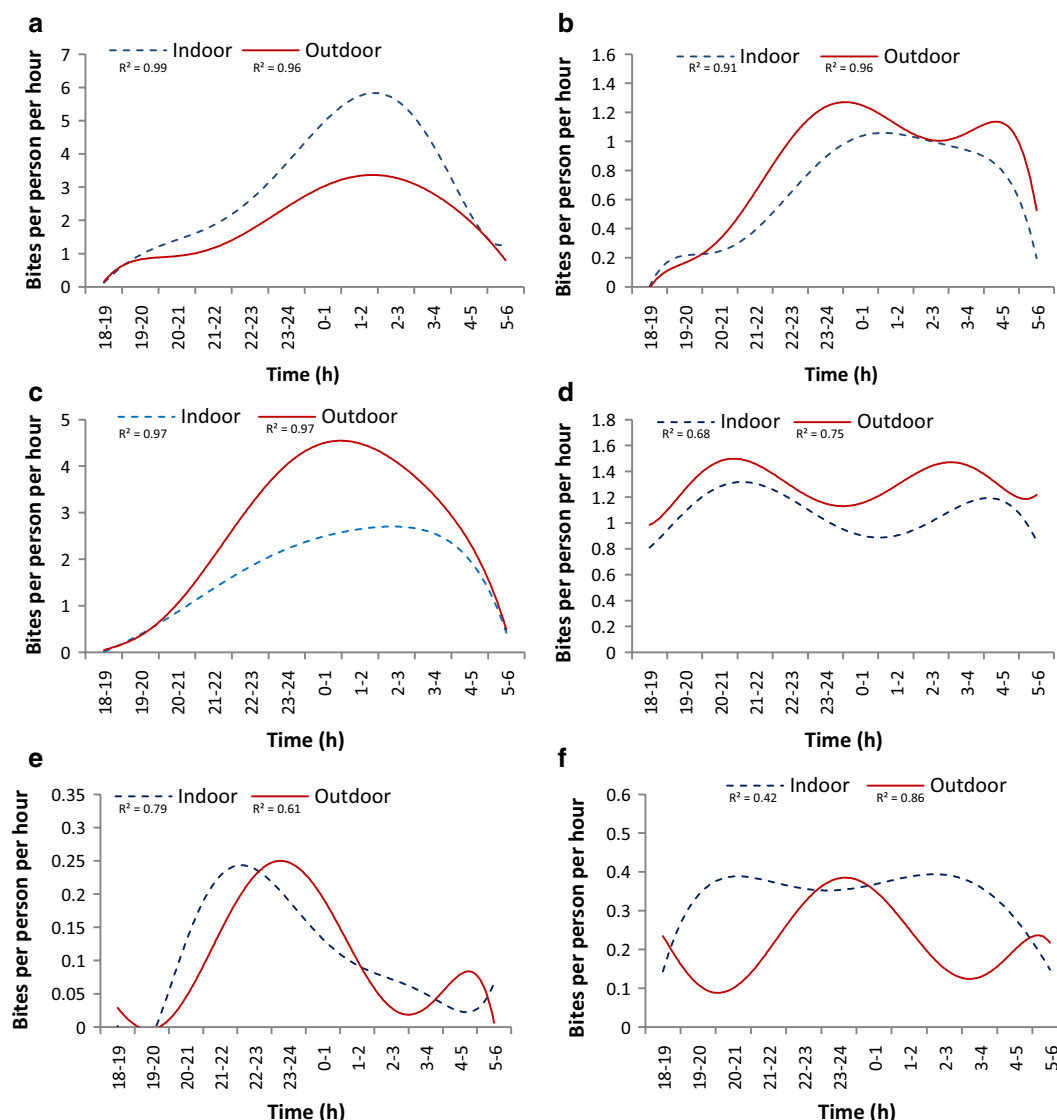 a
Indoor Outdoor
R² = 0.99 R² = 0.96
Bites per person per hour
7
6
5
4
3
2
1
0
18-19 19-20 20-21 21-22 22-23 23-24 0-1 1-2 2-3 3-4 4-5 5-6
Time (h)
b
Indoor Outdoor
R² = 0.91 R² = 0.96
Bites per person per hour
1.6
1.4
1.2
1
0.8
0.6
0.4
0.2
0
18-19 19-20 20-21 21-22 22-23 23-24 0-1 1-2 2-3 3-4 4-5 5-6
Time (h)
c
Indoor Outdoor
R² = 0.97 R² = 0.97
Bites per person per hour
5
4
3
2
1
0
18-19 19-20 20-21 21-22 22-23 23-24 0-1 1-2 2-3 3-4 4-5 5-6
Time (h)
d
Indoor Outdoor
R² = 0.68 R² = 0.75
Bites per person per hour
1.8
1.6
1.4
1.2
1
0.8
0.6
0.4
0.2
0
18-19 19-20 20-21 21-22 22-23 23-24 0-1 1-2 2-3 3-4 4-5 5-6
Time (h)
e
Indoor Outdoor
R² = 0.79 R² = 0.61
Bites per person per hour
0.35
0.3
0.25
0.2
0.15
0.1
0.05
0
18-19 19-20 20-21 21-22 22-23 23-24 0-1 1-2 2-3 3-4 4-5 5-6
Time (h)
f
Indoor Outdoor
R² = 0.42 R² = 0.86
Bites per person per hour
0.6
0.5
0.4
0.3
0.2
0.1
0
18-19 19-20 20-21 21-22 22-23 23-24 0-1 1-2 2-3 3-4 4-5 5-6
Time (h)